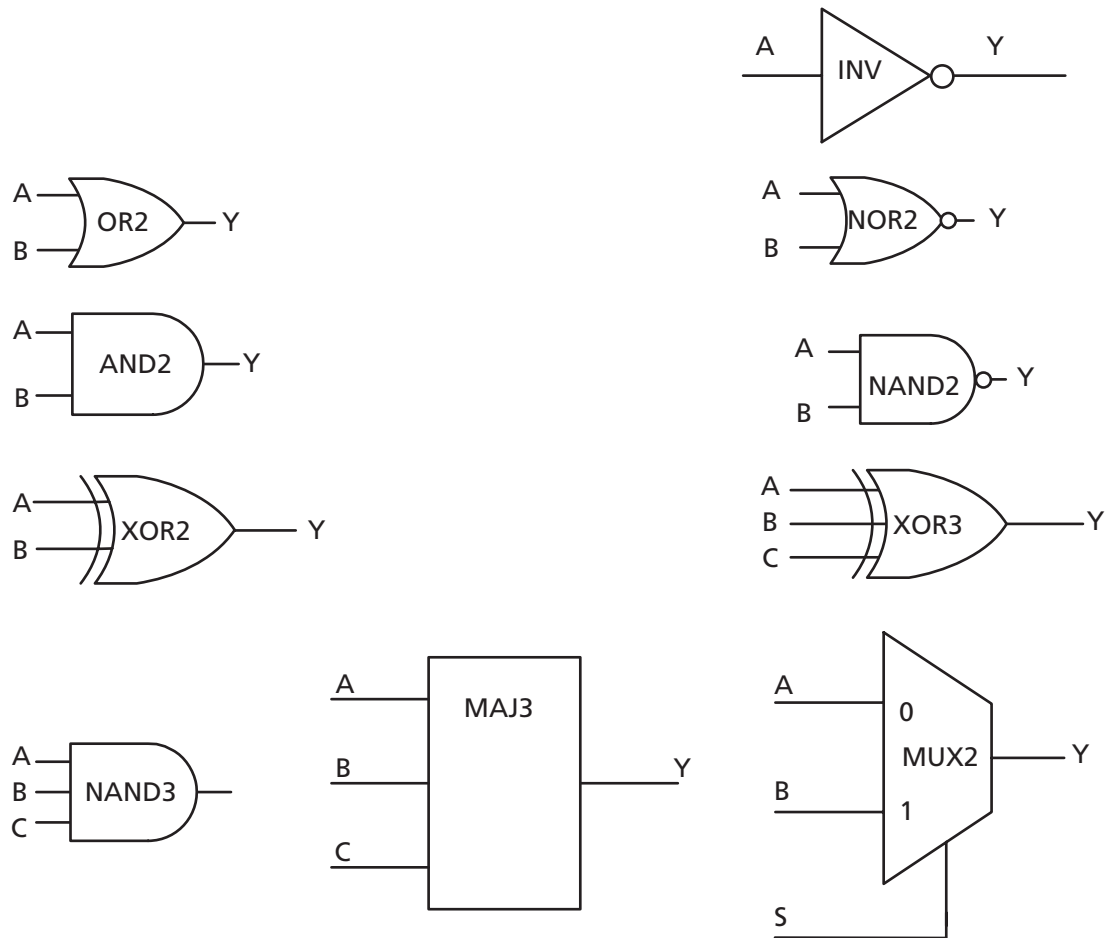 A INV Y
A OR2 Y
B
A NOR2 Y
B
A AND2 Y
B
A NAND2 Y
B
A XOR2 Y
B
A XOR3 Y
B
C
A NAND3
B
C
A MAJ3
B Y
C
A 0
MUX2 Y
B 1
S